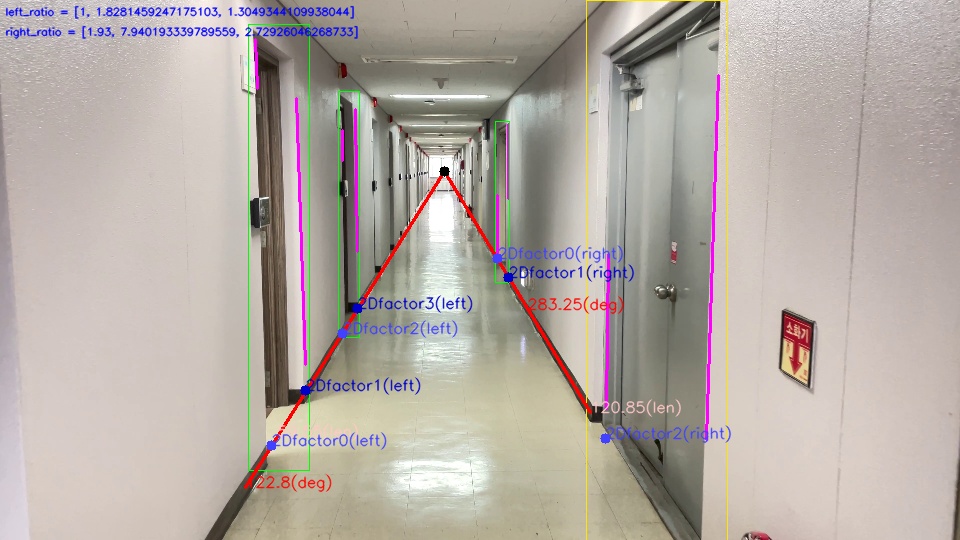 left_ratio = [1, 1.8281459247175103, 1.3049344109938044]
right_ratio = [1.93, 7.940193339789559, 2.72926046268733]
2Dfactor0(right)
2Dfactor1(right)
283.25(deg)
2Dfactor3(left)
2Dfactor2(left)
2Dfactor1(left)
120.85(len)
2Dfactor2(right)
2Dfactor0(left)
22.8(deg)
소화기